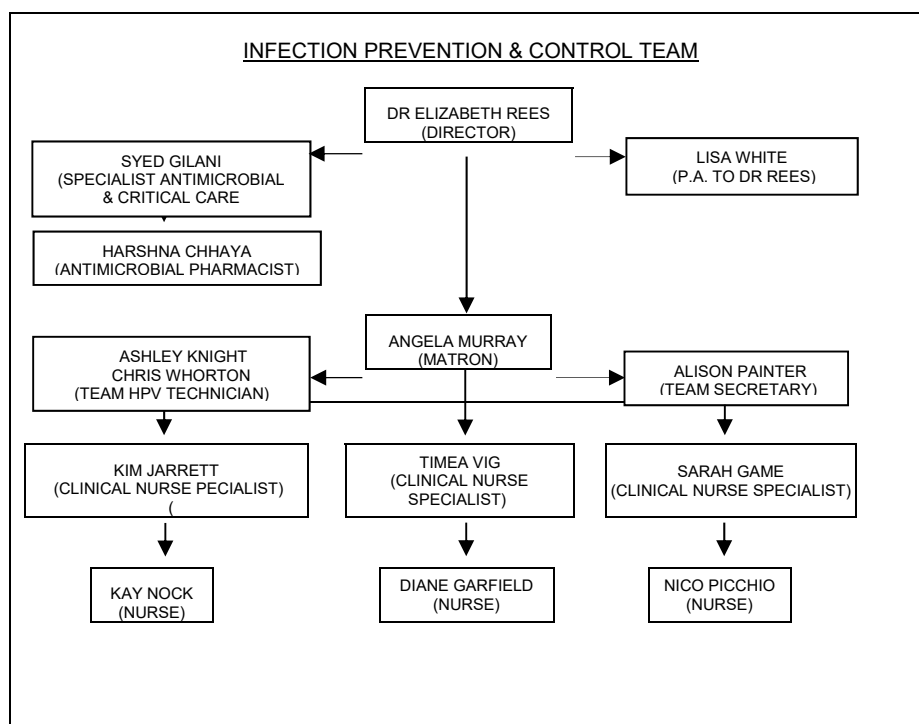 INFECTION PREVENTION & CONTROL TEAM
DR ELIZABETH REES
(DIRECTOR)
SYED GILANI
(SPECIALIST ANTIMICROBIAL
& CRITICAL CARE
LISA WHITE
(P.A. TO DR REES)
HARSHNA CHHAYA
(ANTIMICROBIAL PHARMACIST)
ANGELA MURRAY
(MATRON)
ASHLEY KNIGHT
CHRIS WHORTON
(TEAM HPV TECHNICIAN)
ALISON PAINTER
(TEAM SECRETARY)
KIM JARRETT
(CLINICAL NURSE PECIALIST)
(
TIMEA VIG
(CLINICAL NURSE
SPECIALIST)
SARAH GAME
(CLINICAL NURSE SPECIALIST)
KAY NOCK
(NURSE)
DIANE GARFIELD
(NURSE)
NICO PICCHIO
(NURSE)